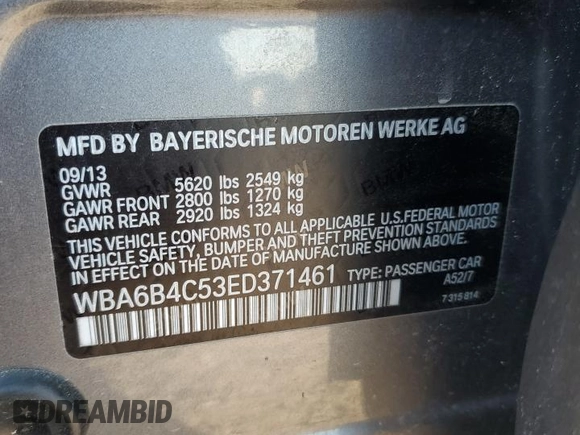 MFD BY BAYERISCHE MOTOREN WERKE AG
09/13
GVWR 5620 lbs 2549 kg
GAWR FRONT 2800 lbs 1270 kg
GAWR REAR 2920 lbs 1324 kg
THIS VEHICLE CONFORMS TO ALL APPLICABLE U.S.FEDERAL MOTOR
VEHICLE SAFETY, BUMPER AND THEFT PREVENTION STANDARDS
IN EFFECT ON THE DATE OF MANUFACTURE SHOWN ABOVE.
WBA6B4C53ED371461 TYPE: PASSENGER CAR
A52/7
7 315 814
DREAMBID